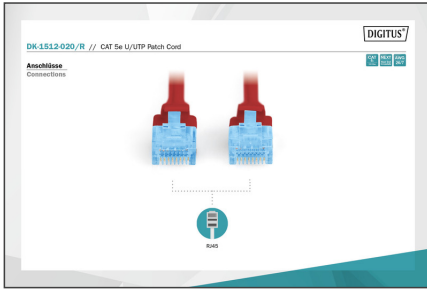 DIGITUS®
DK-1512-020/R // CAT 5e U/UTP Patch Cord
Anschlüsse
Connections
RJ45